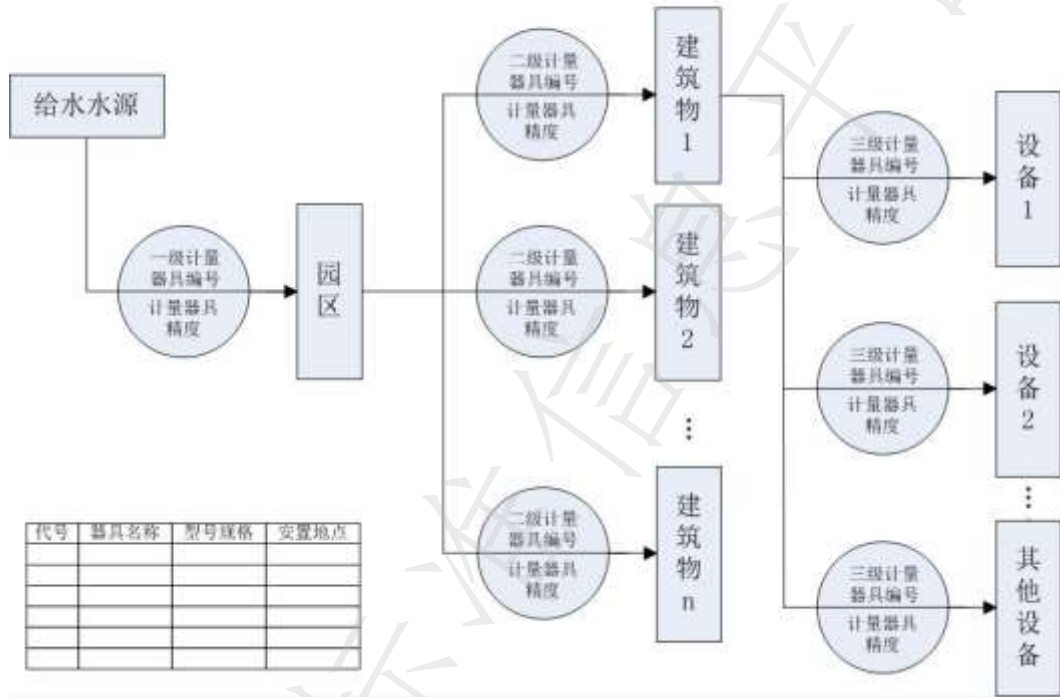 给水水源
一级计量
器具编号
计量器具
精度
园区
二级计量
器具编号
计量器具
精度
建筑物1
二级计量
器具编号
计量器具
精度
建筑物2
…
二级计量
器具编号
计量器具
精度
建筑物n
三级计量
器具编号
计量器具
精度
设备1
三级计量
器具编号
计量器具
精度
设备2
…
三级计量
器具编号
计量器具
精度
其他设备
代号 器具名称 型号规格 安置地点